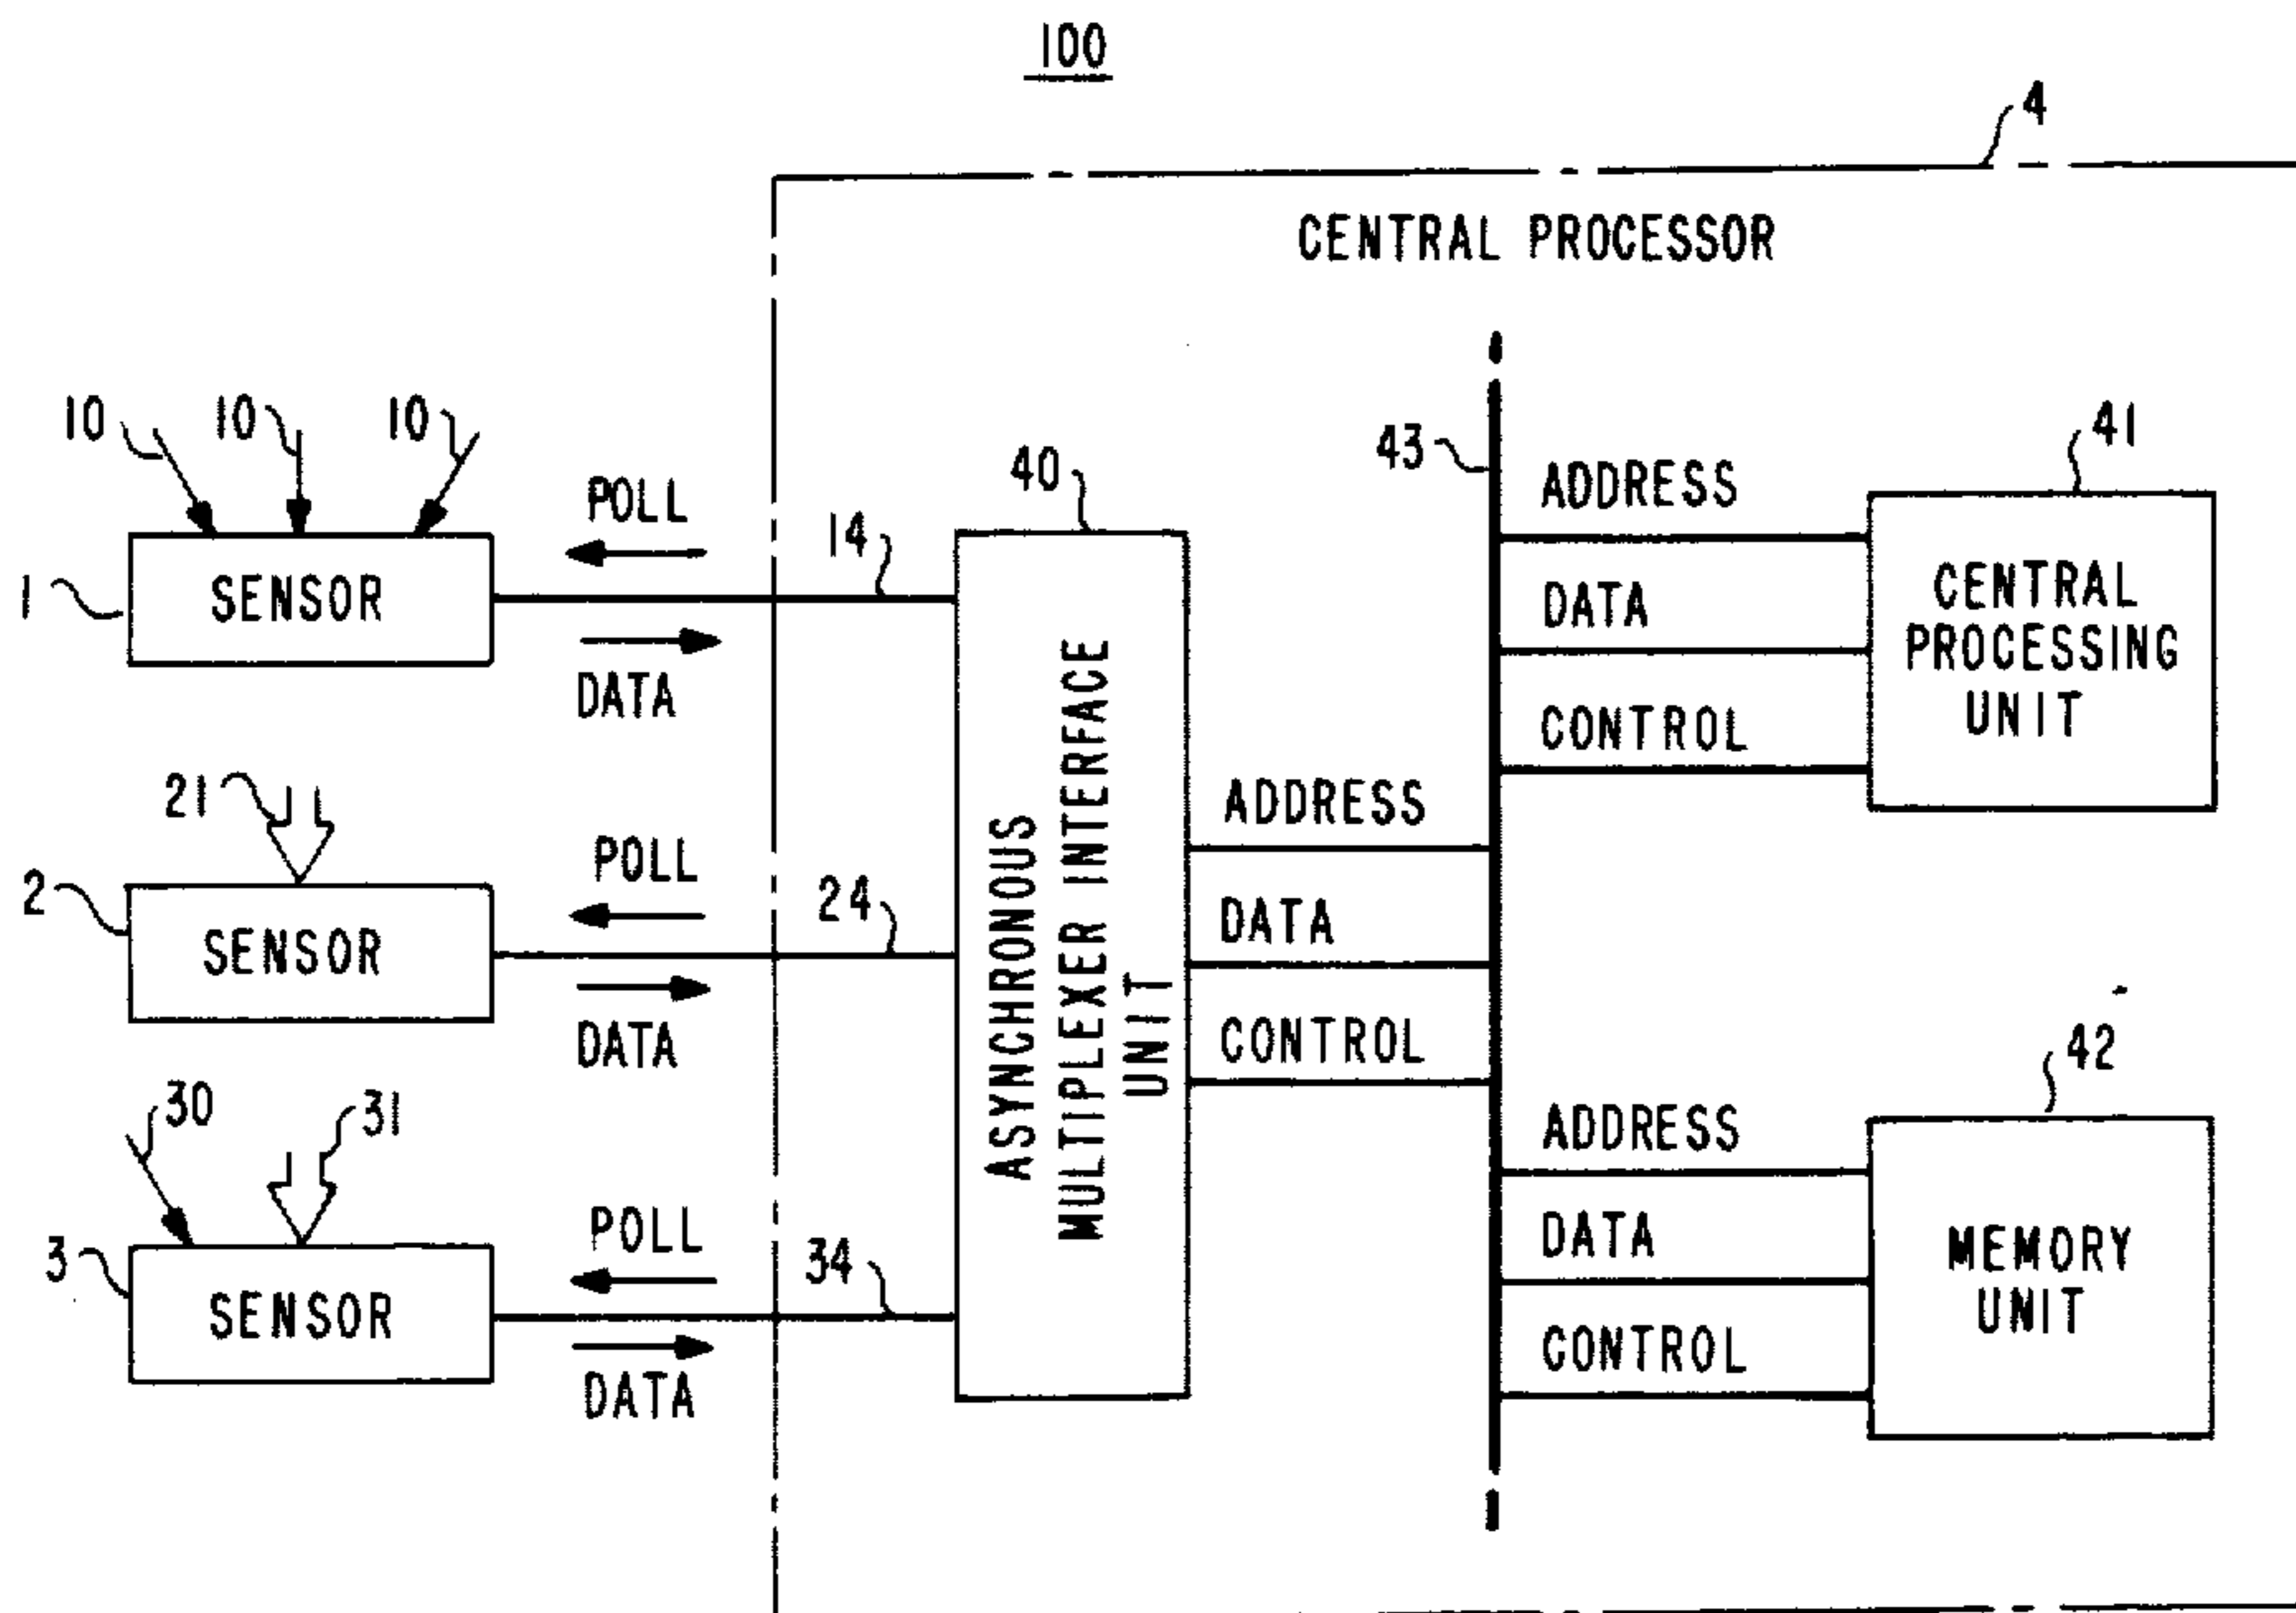 100
4
CENTRAL PROCESSOR
10
10
10
POLL
14
1
SENSOR
DATA
21
POLL
24
2
SENSOR
DATA
30
31
POLL
34
3
SENSOR
DATA
40
ASYNCHRONOUS
MULTIPLEXER INTERFACE
UNIT
ADDRESS
DATA
CONTROL
43
ADDRESS
DATA
CONTROL
41
CENTRAL
PROCESSING
UNIT
ADDRESS
DATA
CONTROL
42
MEMORY
UNIT